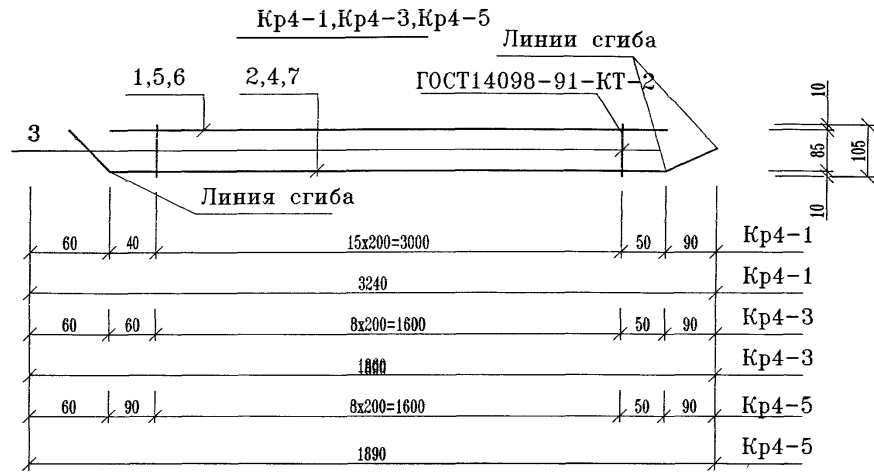 Кр4-1,Кр4-3,Кр4-5
Линии сгиба
1,5,6
2,4,7
ГОСТ14098-91-КТ-2
3
10
85
105
10
Линия сгиба
60 40 15х200=3000 50 90 Кр4-1
3240 Кр4-1
60 60 8х200=1600 50 90 Кр4-3
Кр4-3
60 90 8х200=1600 50 90 Кр4-5
1890 Кр4-5